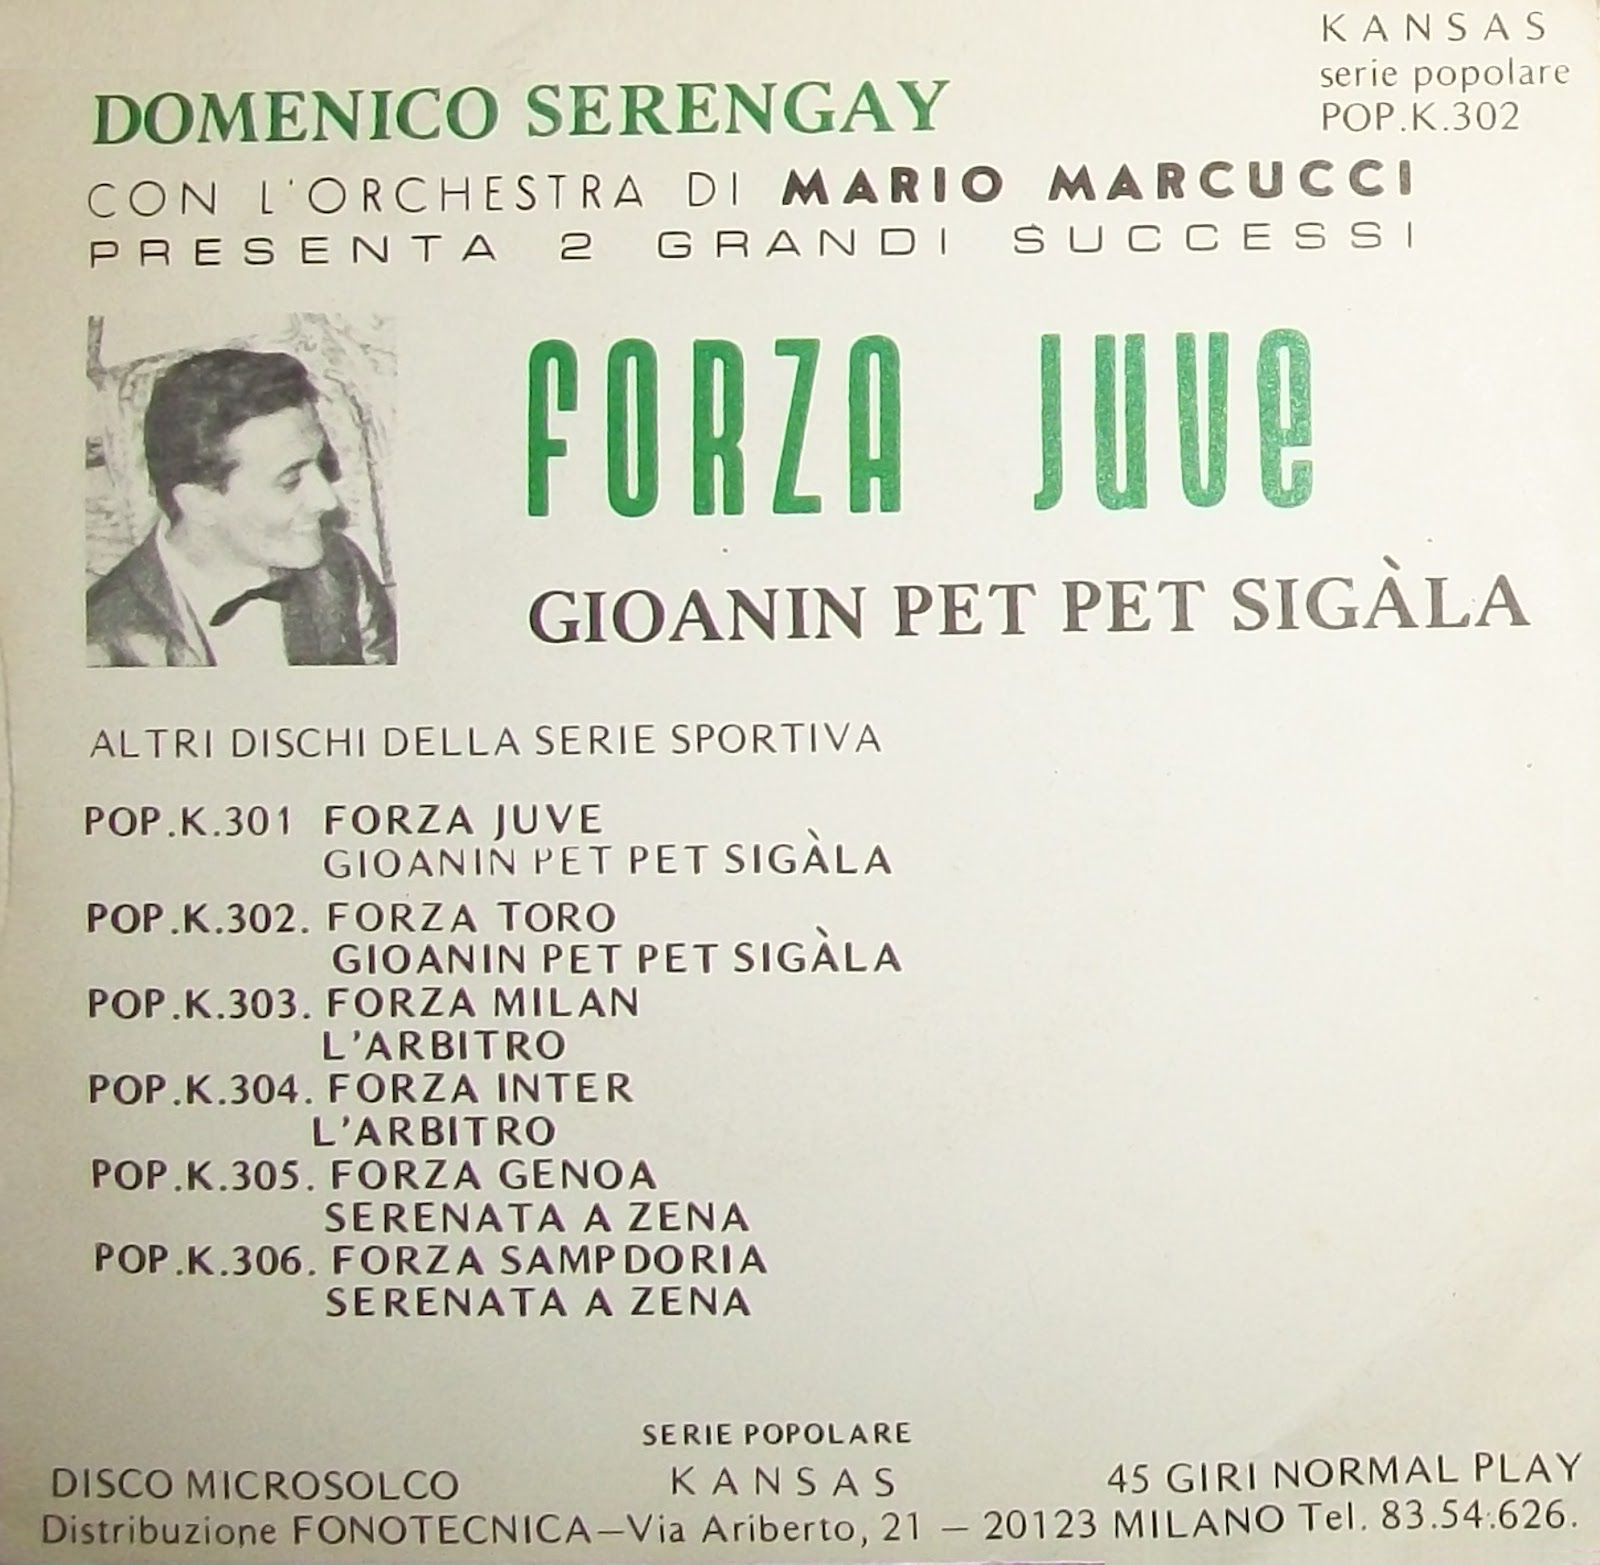 KANSAS
serie popolare
POP.K.302
DOMENICO SERENGAY
CON L'ORCHESTRA DI MARIO MARCUCCI
PRESENTA 2 GRANDI SUCCESSI
FORZA JUVE
GIOANIN PET PET SIGÀLA
ALTRI DISCHI DELLA SERIE SPORTIVA
POP.K.301 FORZA JUVE
GIOANIN PET PET SIGÀLA
POP.K.302. FORZA TORO
GIOANIN PET PET SIGÀLA
POP.K.303. FORZA MILAN
L'ARBITRO
POP.K.304. FORZA INTER
L'ARBITRO
POP.K.305. FORZA GENOA
SERENATA A ZENA
POP.K.306. FORZA SAMPDORIA
SERENATA A ZENA
SERIE POPOLARE
DISCO MICROSOLCO KANSAS 45 GIRI NORMAL PLAY
Distribuzione FONOTECNICA—Via Ariberto, 21 — 20123 MILANO Tel. 83.54.626.